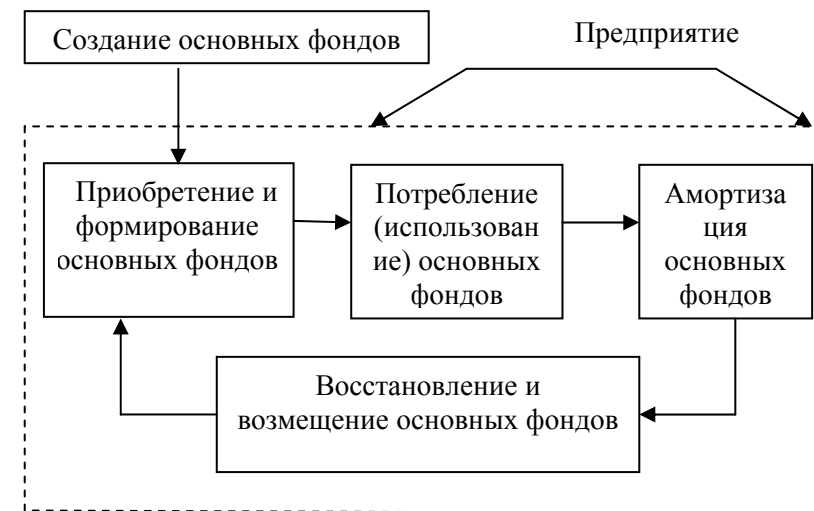 Создание основных фондов
Предприятие
Приобретение и
формирование
основных фондов
Потребление
(использован
ие) основных
фондов
Амортиза
ция
основных
фондов
Восстановление и
возмещение основных фондов